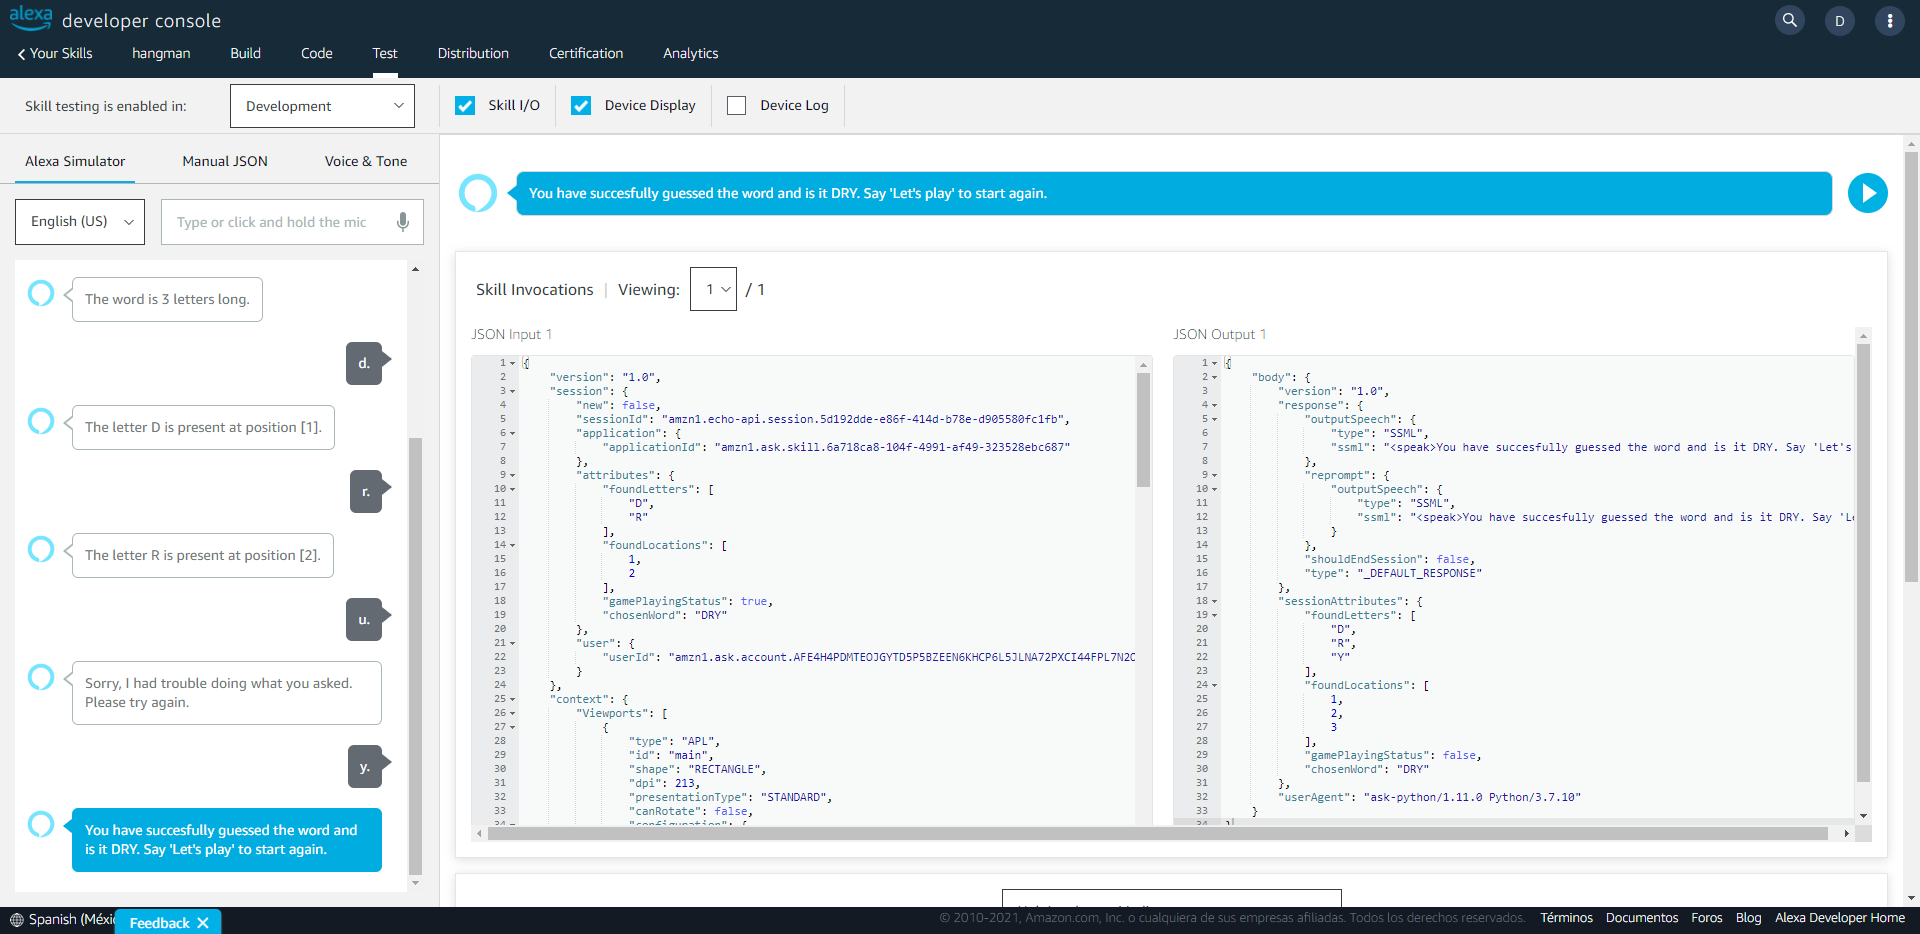 alexa developer console
D
Your Skills hangman Build Code Test Distribution Certification Analytics
Skill testing is enabled in: Development Skill I/O Device Display Device Log
Alexa Simulator Manual JSON Voice & Tone
English (US) Type or click and hold the mic
The word is 3 letters long.
d.
The letter D is present at position [1].
r.
The letter R is present at position [2].
u.
Sorry, I had trouble doing what you asked.
Please try again.
y.
You have succesfully guessed the word and
is it DRY. Say 'Let's play' to start again.
You have succesfully guessed the word and is it DRY. Say 'Let's play' to start again.
Skill Invocations | Viewing: 1 / 1
JSON Input 1
1 {
2 "version": "1.0",
3 "session": {
4 "new": false,
5 "sessionId": "amzn1.echo-api.session.5d192dde-e86f-414d-b78e-d905580fc1fb",
6 "application": {
7 "applicationId": "amzn1.ask.skill.6a718ca8-104f-4991-af49-323528ebc687"
8 },
9 "attributes": {
10 "foundLetters": [
11 "D",
12 "R"
13 ],
14 "foundLocations": [
15 1,
16 2
17 ],
18 "gamePlayingStatus": true,
19 "chosenWord": "DRY"
20 },
21 "user": {
22 "userId": "amzn1.ask.account.AFE4H4PDMTEOJGYTD5P5BZEEN6KHCP6L5JLNA72PXCI44FPL7N2C
23 }
24 },
25 "context": {
26 "Viewports": [
27 {
28 "type": "APL",
29 "id": "main",
30 "shape": "RECTANGLE",
31 "dpi": 213,
32 "presentationType": "STANDARD",
33 "canRotate": false,
34 "configuration": {
JSON Output 1
1 {
2 "body": {
3 "version": "1.0",
4 "response": {
5 "outputSpeech": {
6 "type": "SSML",
7 "ssml": "<speak>You have succesfully guessed the word and is it DRY. Say 'Let's
8 },
9 "reprompt": {
10 "outputSpeech": {
11 "type": "SSML",
12 "ssml": "<speak>You have succesfully guessed the word and is it DRY. Say 'Le
13 }
14 },
15 "shouldEndSession": false,
16 "type": "_DEFAULT_RESPONSE"
17 },
18 "sessionAttributes": {
19 "foundLetters": [
20 "D",
21 "R",
22 "Y"
23 ],
24 "foundLocations": [
25 1,
26 2,
27 3
28 ],
29 "gamePlayingStatus": false,
30 "chosenWord": "DRY"
31 },
32 "userAgent": "ask-python/1.11.0 Python/3.7.10"
33 }
34 }
Spanish (Méxic Feedback
© 2010-2021, Amazon.com, Inc. o cualquiera de sus empresas afiliadas. Todos los derechos reservados. Términos Documentos Foros Blog Alexa Developer Home